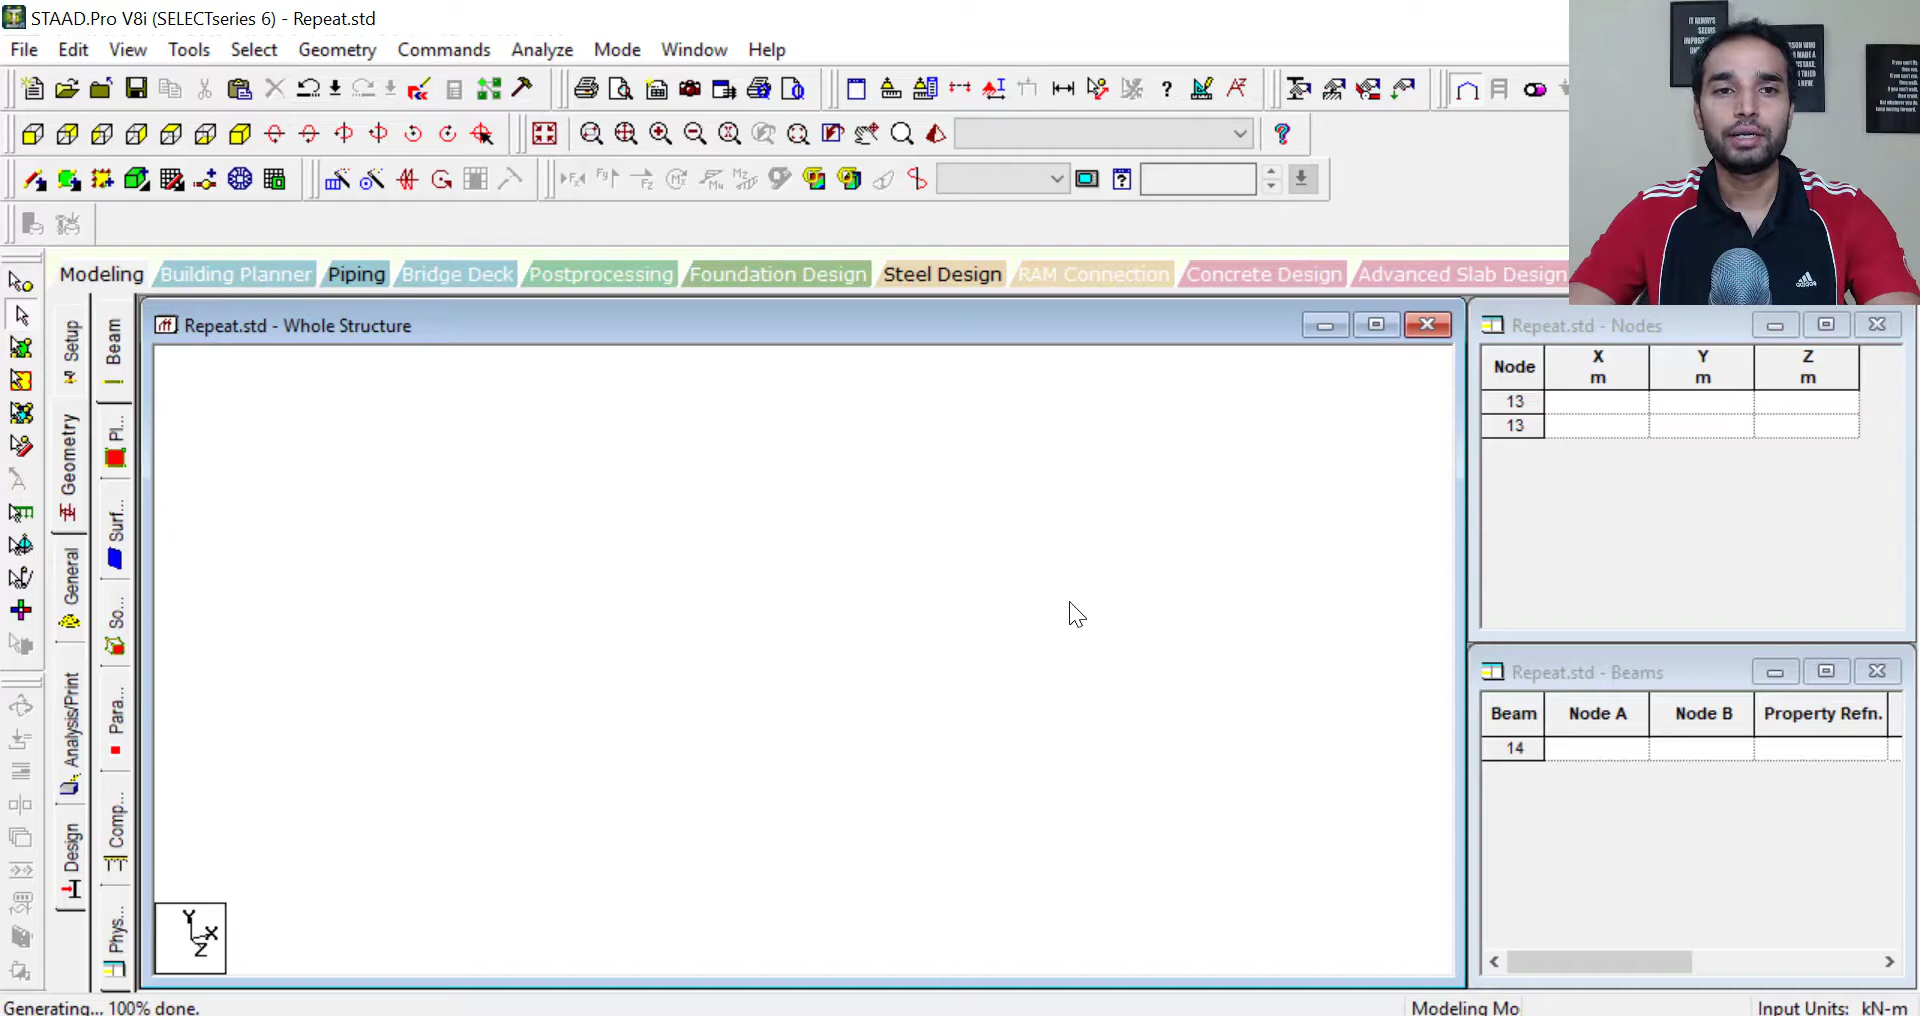 STAAD.Pro V8i (SELECTseries 6) - Repeat.std
File Edit View Tools Select Geometry Commands Analyze Mode Window Help
Modeling Building Planner Piping Bridge Deck Postprocessing Foundation Design Steel Design RAM Connection Concrete Design Advanced Slab Design
Setup
Geometry
General
Analysis/Print
Design
Beam
Pl...
Surf...
So...
Para...
Comp...
Phys...
Repeat.std - Whole Structure
Y
X
Z
Repeat.std - Nodes
Node X Y Z
m m m
13
13
Repeat.std - Beams
Beam Node A Node B Property Refn.
14
Generating... 100% done.
Modeling Mo
Input Units: kN-m
IT ALWAYS
SEEMS
adidas